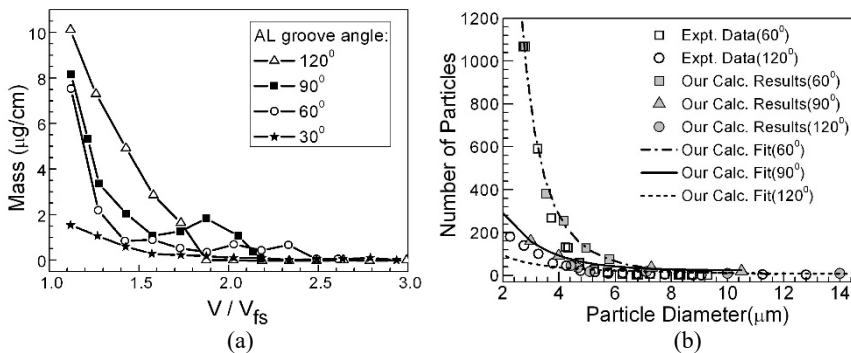 AL groove angle:
120⁰
90⁰
60⁰
30⁰
Mass (μg/cm)
10
8
6
4
2
0
1.0 1.5 2.0 2.5 3.0
V / Vfs
(a)
Number of Particles
1200
1000
800
600
400
200
0
Expt. Data(60⁰)
Expt. Data(120⁰)
Our Calc. Results(60⁰)
Our Calc. Results(90⁰)
Our Calc. Results(120⁰)
Our Calc. Fit(60⁰)
Our Calc. Fit(90⁰)
Our Calc. Fit(120⁰)
2 4 6 8 10 12 14
Particle Diameter(μm)
(b)